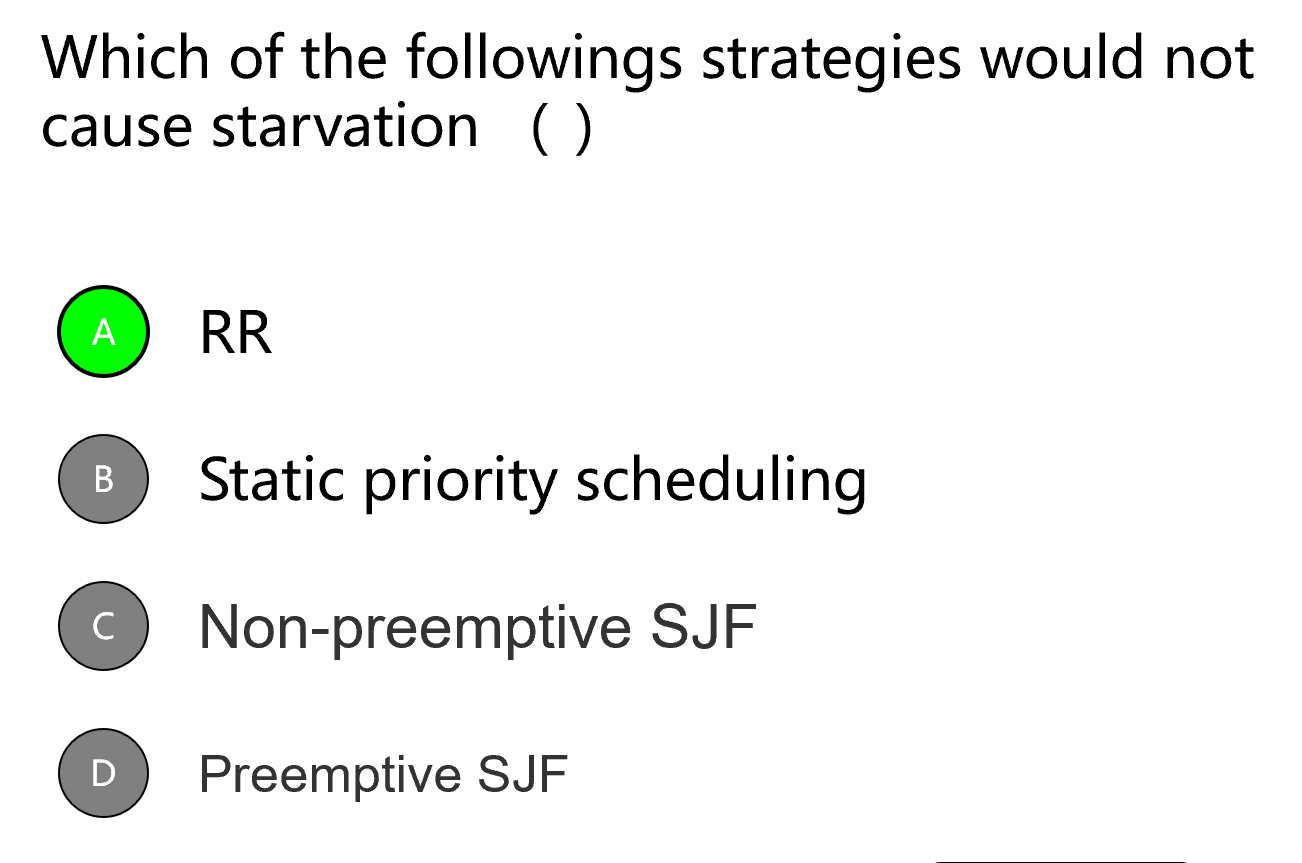 Which of the followings strategies would not
cause starvation （ ）
A RR
B Static priority scheduling
C Non-preemptive SJF
D Preemptive SJF